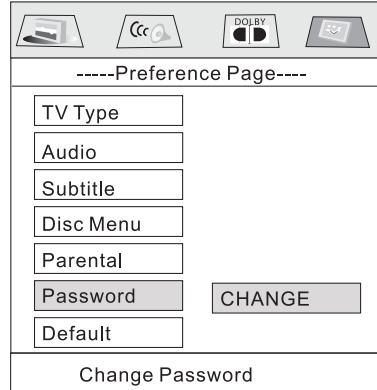 DOLBY
-----Preference Page----
TV Type
Audio
Subtitle
Disc Menu
Parental
Password CHANGE
Default
Change Password